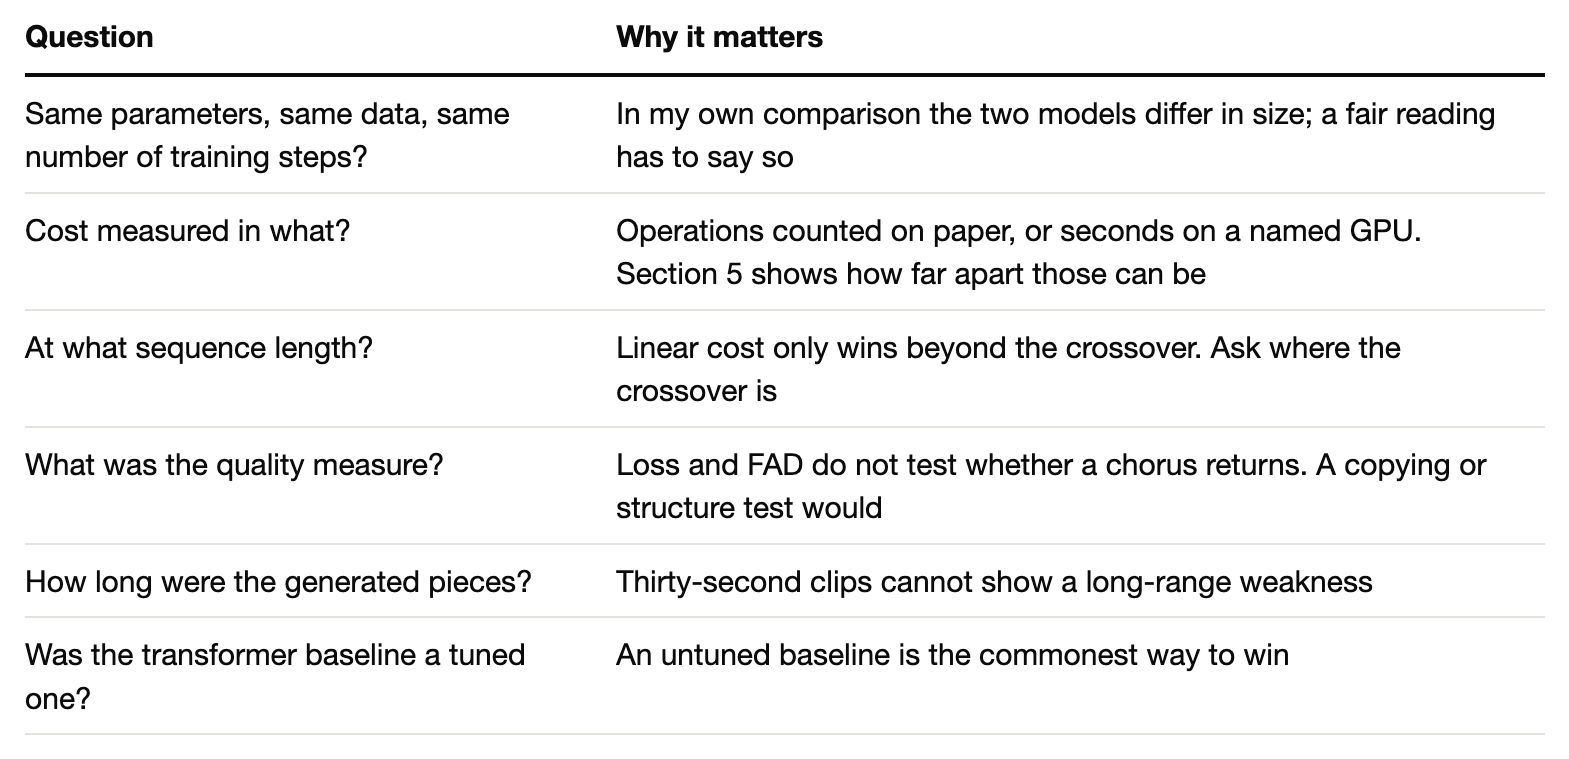 Question
Why it matters
Same parameters, same data, same
number of training steps?
In my own comparison the two models differ in size; a fair reading
has to say so
Cost measured in what?
Operations counted on paper, or seconds on a named GPU.
Section 5 shows how far apart those can be
At what sequence length?
Linear cost only wins beyond the crossover. Ask where the
crossover is
What was the quality measure?
Loss and FAD do not test whether a chorus returns. A copying or
structure test would
How long were the generated pieces?
Thirty-second clips cannot show a long-range weakness
Was the transformer baseline a tuned
one?
An untuned baseline is the commonest way to win